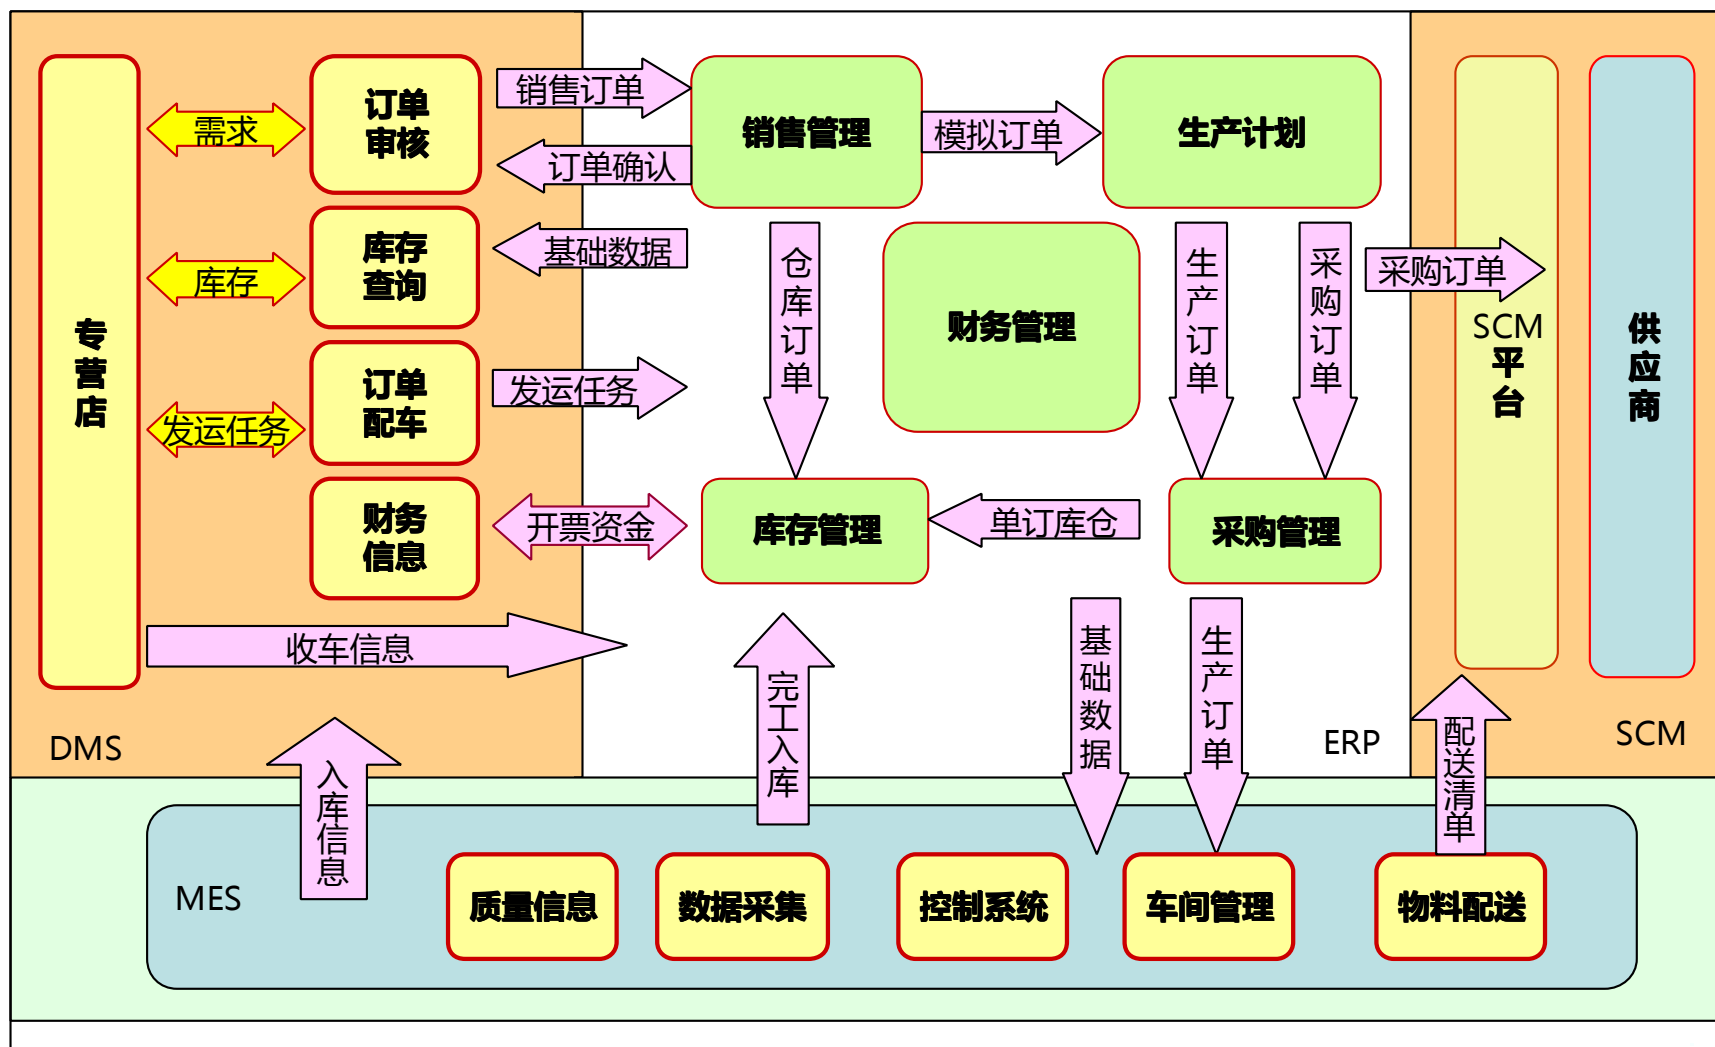 专
营
店
需求
库存
发运任务
订单
审核
库存
查询
订单
配车
财务
信息
销售订单
订单确认
基础数据
发运任务
开票资金
收车信息
DMS
销售管理
模拟订单
生产计划
仓
库
订
单
财务管理
生
产
订
单
采
购
订
单
采购订单
库存管理
单订库仓
采购管理
完
工
入
库
基
础
数
据
生
产
订
单
ERP
SCM
平
台
供
应
商
SCM
配
送
清
单
入
库
信
息
MES
质量信息
数据采集
控制系统
车间管理
物料配送